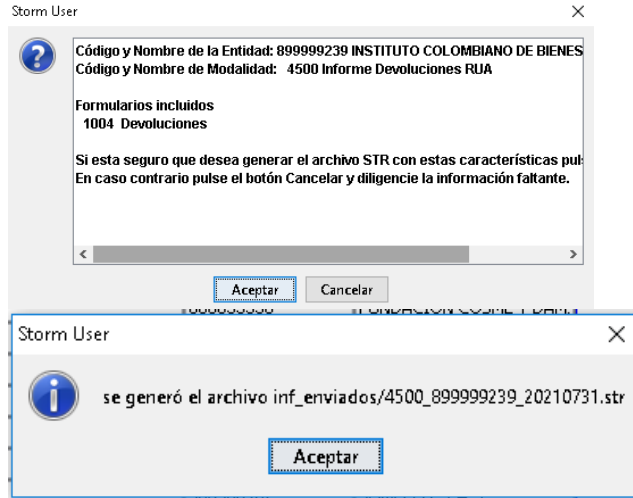 Storm User
Código y Nombre de la Entidad: 899999239 INSTITUTO COLOMBIANO DE BIENES
Código y Nombre de Modalidad: 4500 Informe Devoluciones RUA
Formularios incluidos
1004 Devoluciones
Si esta seguro que desea generar el archivo STR con estas características
En caso contrario pulse el botón Cancelar y diligencie la información faltante.
Aceptar
Cancelar
Storm User
se generó el archivo inf_enviados/4500_899999239_20210731.str
Aceptar